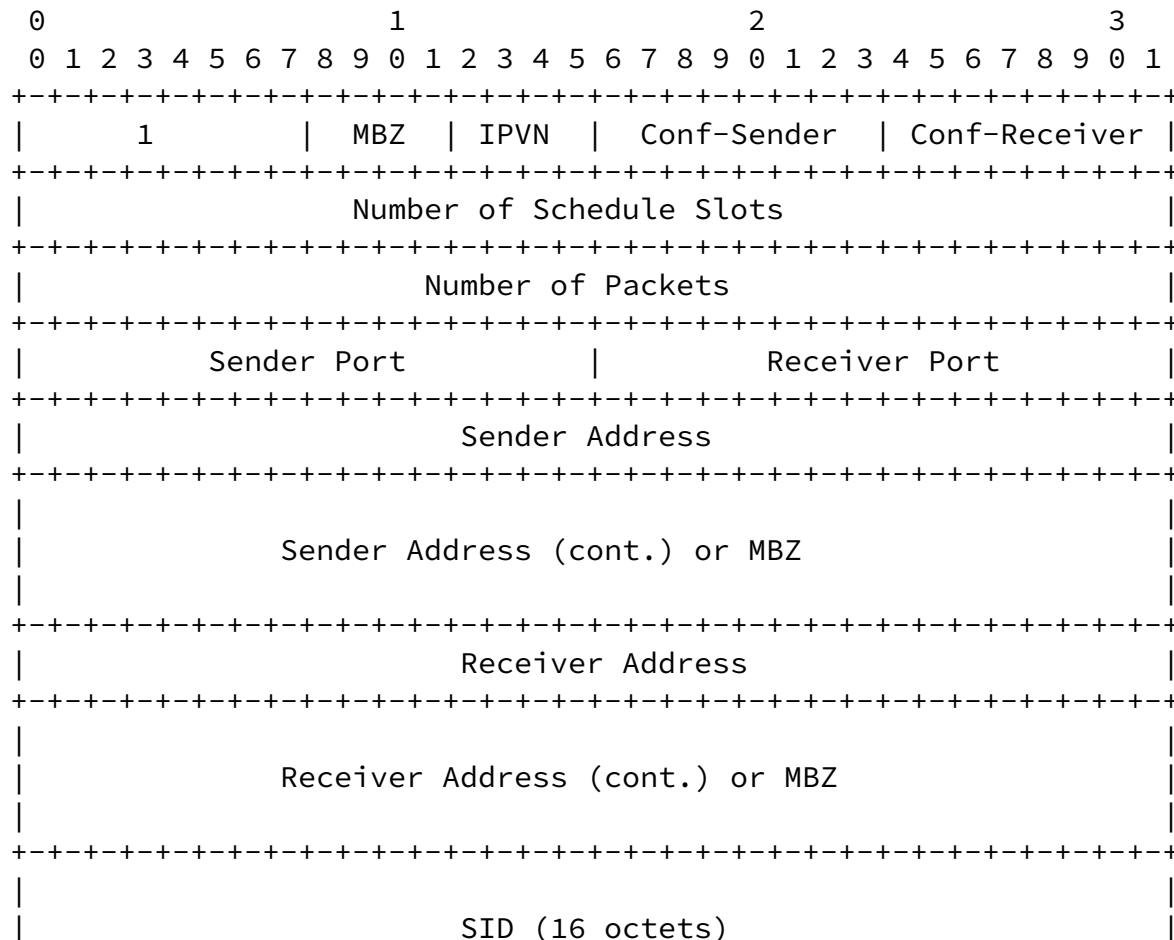 0                   1                   2                   3
 0 1 2 3 4 5 6 7 8 9 0 1 2 3 4 5 6 7 8 9 0 1 2 3 4 5 6 7 8 9 0 1
+-+-+-+-+-+-+-+-+-+-+-+-+-+-+-+-+-+-+-+-+-+-+-+-+-+-+-+-+-+-+-+-+
|      1        |  MBZ  | IPVN  |  Conf-Sender  | Conf-Receiver |
+-+-+-+-+-+-+-+-+-+-+-+-+-+-+-+-+-+-+-+-+-+-+-+-+-+-+-+-+-+-+-+-+
|                  Number of Schedule Slots                     |
+-+-+-+-+-+-+-+-+-+-+-+-+-+-+-+-+-+-+-+-+-+-+-+-+-+-+-+-+-+-+-+-+
|                      Number of Packets                        |
+-+-+-+-+-+-+-+-+-+-+-+-+-+-+-+-+-+-+-+-+-+-+-+-+-+-+-+-+-+-+-+-+
|          Sender Port          |         Receiver Port         |
+-+-+-+-+-+-+-+-+-+-+-+-+-+-+-+-+-+-+-+-+-+-+-+-+-+-+-+-+-+-+-+-+
|                        Sender Address                         |
+-+-+-+-+-+-+-+-+-+-+-+-+-+-+-+-+-+-+-+-+-+-+-+-+-+-+-+-+-+-+-+-+
|                                                               |
|              Sender Address (cont.) or MBZ                    |
|                                                               |
+-+-+-+-+-+-+-+-+-+-+-+-+-+-+-+-+-+-+-+-+-+-+-+-+-+-+-+-+-+-+-+-+
|                        Receiver Address                       |
+-+-+-+-+-+-+-+-+-+-+-+-+-+-+-+-+-+-+-+-+-+-+-+-+-+-+-+-+-+-+-+-+
|                                                               |
|              Receiver Address (cont.) or MBZ                  |
|                                                               |
+-+-+-+-+-+-+-+-+-+-+-+-+-+-+-+-+-+-+-+-+-+-+-+-+-+-+-+-+-+-+-+-+
|                                                               |
|                        SID (16 octets)                        |